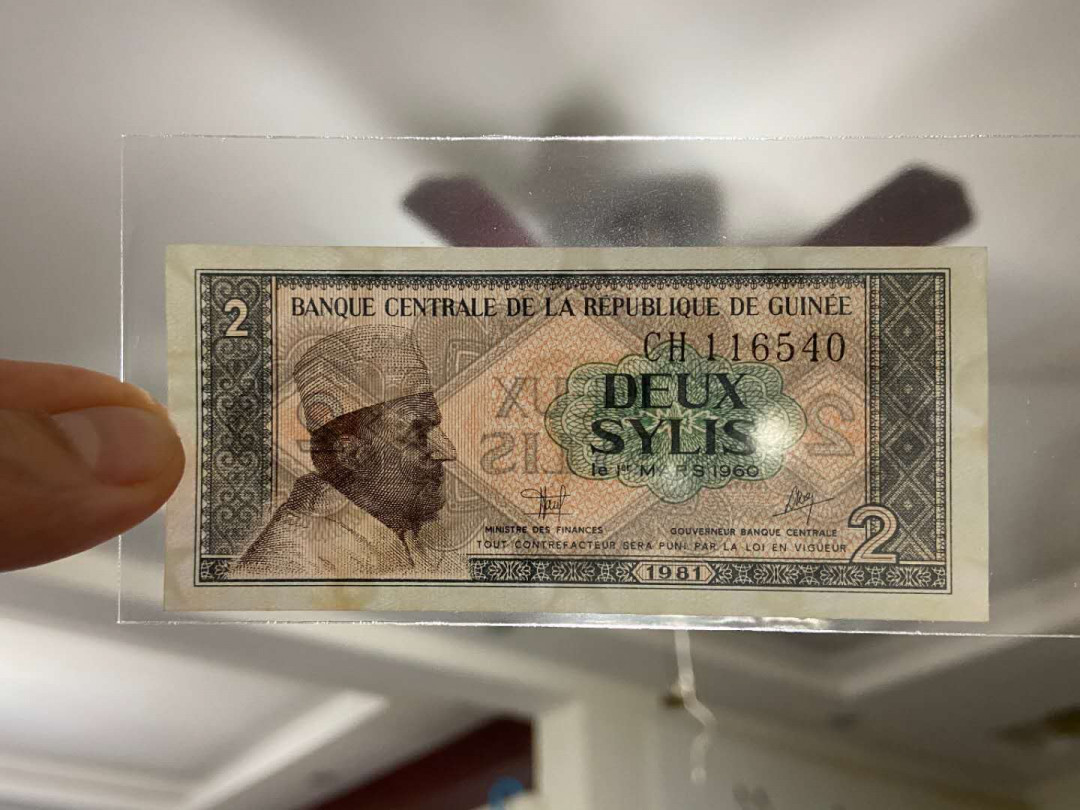 2
BANQUE CENTRALE DE LA RÉPUBLIQUE DE GUINÉE
CH 116540
DEUX
SYLIS
le 1er MARS 1960
MINISTRE DES FINANCES
GOUVERNEUR BANQUE CENTRALE
TOUT CONTREFACTEUR SERA PUNI PAR LA LOI EN VIGUEUR
2
1981